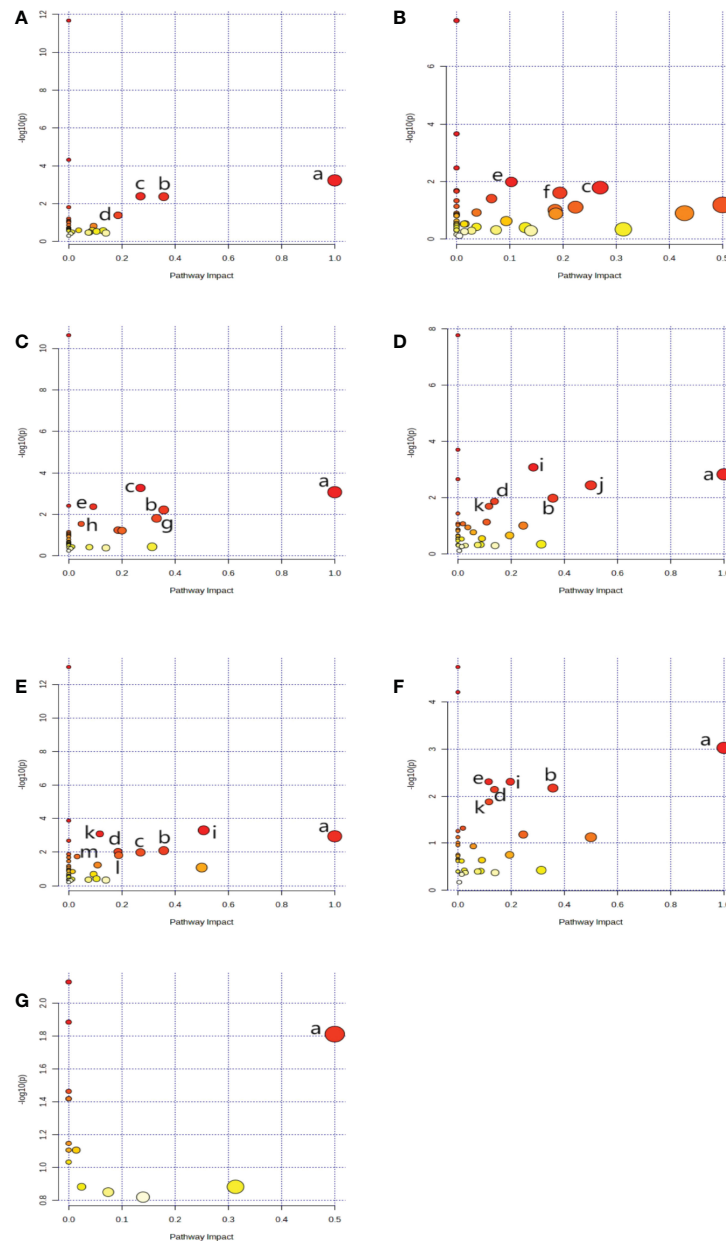 A
-log10(p)
12
10
8
6
4
2
0
a
c b
d
0.0 0.2 0.4 0.6 0.8 1.0
Pathway Impact
B
-log10(p)
6
4
2
0
e
f
c
0.0 0.1 0.2 0.3 0.4 0.5
Pathway Impact
C
-log10(p)
10
8
6
4
2
0
c
a
e
b
h
g
0.0 0.2 0.4 0.6 0.8 1.0
Pathway Impact
D
-log10(p)
8
6
4
2
0
i
a
j
d
k
b
0.0 0.2 0.4 0.6 0.8 1.0
Pathway Impact
E
-log10(p)
12
10
8
6
4
2
0
k
d c b
i
a
m
l
0.0 0.2 0.4 0.6 0.8 1.0
Pathway Impact
F
-log10(p)
4
3
2
1
0
a
e i
b
d
k
0.0 0.2 0.4 0.6 0.8 1.0
Pathway Impact
G
-log10(p)
2.0
1.8
1.6
1.4
1.2
1.0
0.8
a
0.0 0.1 0.2 0.3 0.4 0.5
Pathway Impact